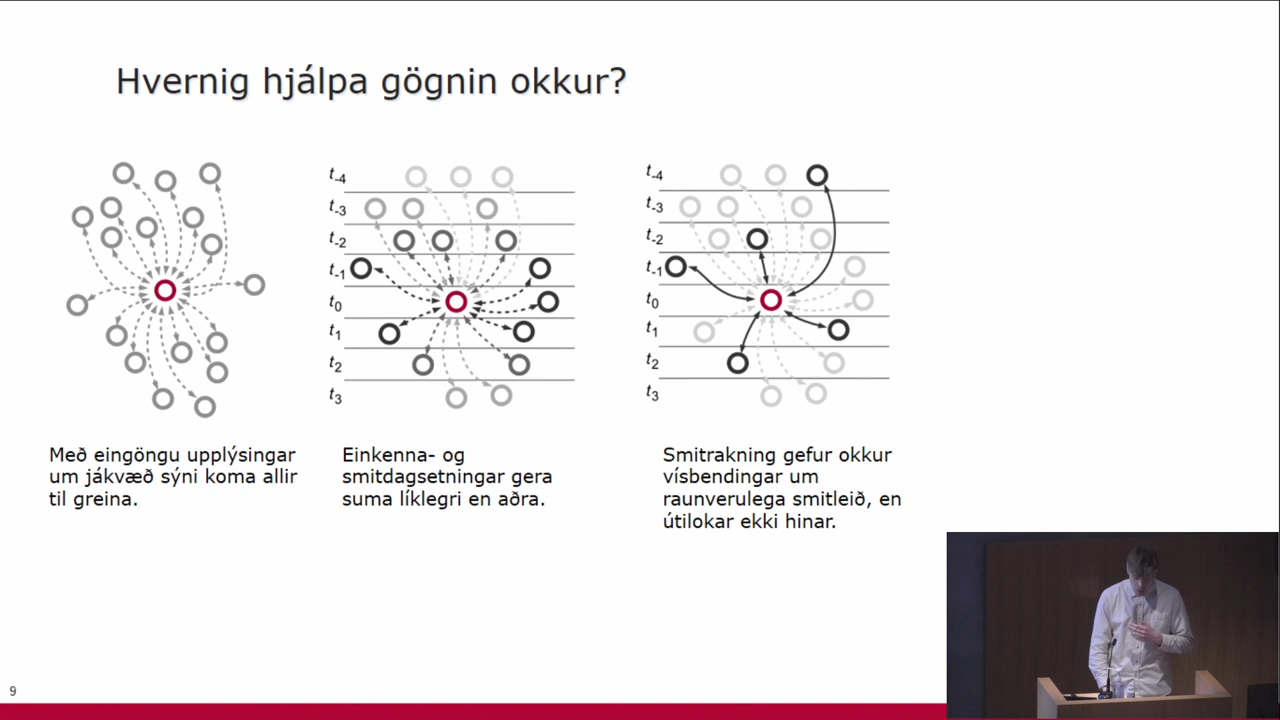 Hvernig hjálpa gögnin okkur?
t-4
t-3
t-2
t-1
t0
t1
t2
t3
t-4
t-3
t-2
t-1
t0
t1
t2
t3
Með eingöngu upplýsingar
um jákvæð sýni koma allir
til greina.
Einkenna- og
smitdagsetningar gera
suma líklegri en aðra.
Smitrakning gefur okkur
vísbendingar um
raunverulega smitleið, en
útilokar ekki hinar.
9